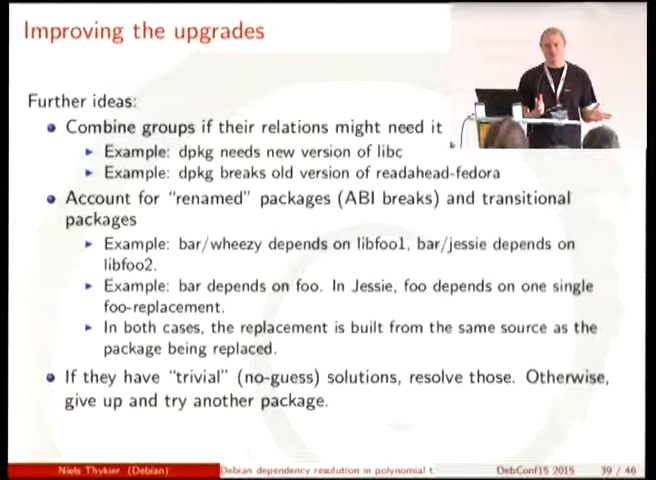 Improving the upgrades
Further ideas:
Combine groups if their relations might need it
Example: dpkg needs new version of libc
Example: dpkg breaks old version of readahead-fedora
Account for "renamed" packages (ABI breaks) and transitional
packages
Example: bar/wheezy depends on libfoo1, bar/jessie depends on
libfoo2.
Example: bar depends on foo. In Jessie, foo depends on one single
foo-replacement.
In both cases, the replacement is built from the same source as the
package being replaced.
If they have "trivial" (no-guess) solutions, resolve those. Otherwise,
give up and try another package.
Niels Thykier (Debian) Debian dependency resolution in polynomial t DebConf15 2015 39 / 46